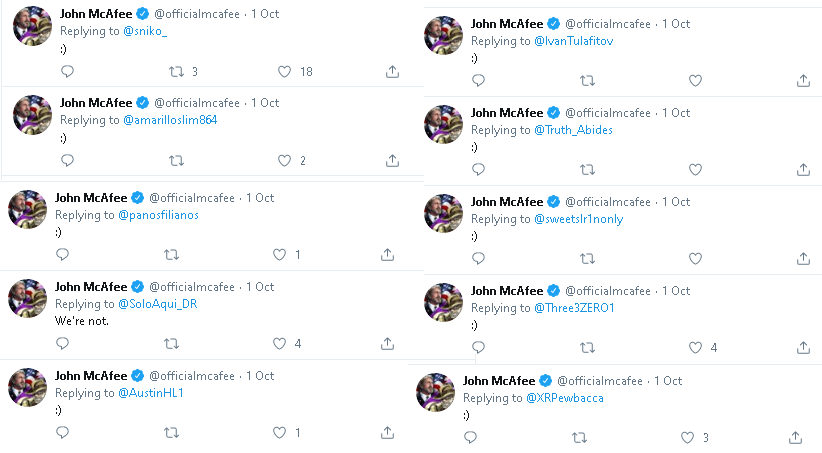 John McAfee @officialmcafee · 1 Oct
Replying to @sniko_
:)
3 18
John McAfee @officialmcafee · 1 Oct
Replying to @amarilloslim864
:)
2
John McAfee @officialmcafee · 1 Oct
Replying to @panosfilianos
:)
1
John McAfee @officialmcafee · 1 Oct
Replying to @SoloAqui_DR
We're not.
4
John McAfee @officialmcafee · 1 Oct
Replying to @AustinHL1
:)
1
John McAfee @officialmcafee · 1 Oct
Replying to @IvanTulafitov
:)
John McAfee @officialmcafee · 1 Oct
Replying to @Truth_Abides
:)
John McAfee @officialmcafee · 1 Oct
Replying to @sweetslr1nonly
:)
John McAfee @officialmcafee · 1 Oct
Replying to @Three3ZERO1
:)
4
John McAfee @officialmcafee · 1 Oct
Replying to @XRPewbacca
:)
3